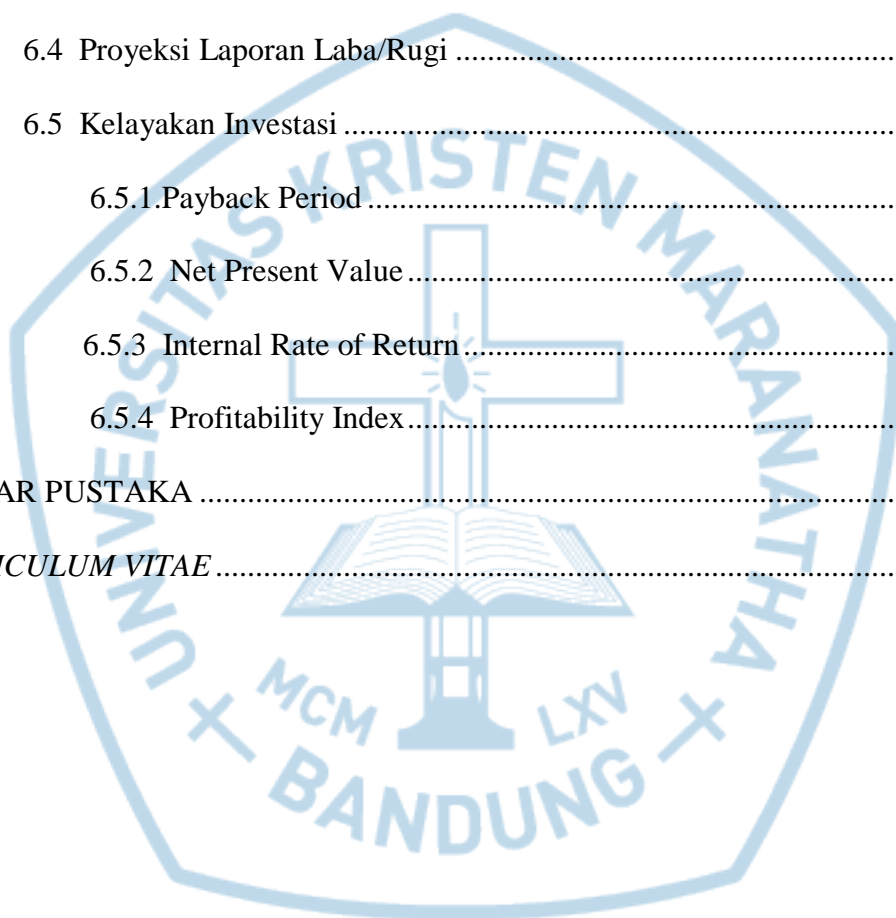 6.4 Proyeksi Laporan Laba/Rugi ......................................................
6.5 Kelayakan Investasi ....................................................................
6.5.1.Payback Period .................................................................
6.5.2 Net Present Value ............................................................
6.5.3 Internal Rate of Return .....................................................
6.5.4 Profitability Index ............................................................
AR PUSTAKA ......................................................................................
ICULUM VITAE ....................................................................................
UNIVERSITAS KRISTEN MARANATHA
MCM LXV
BANDUNG